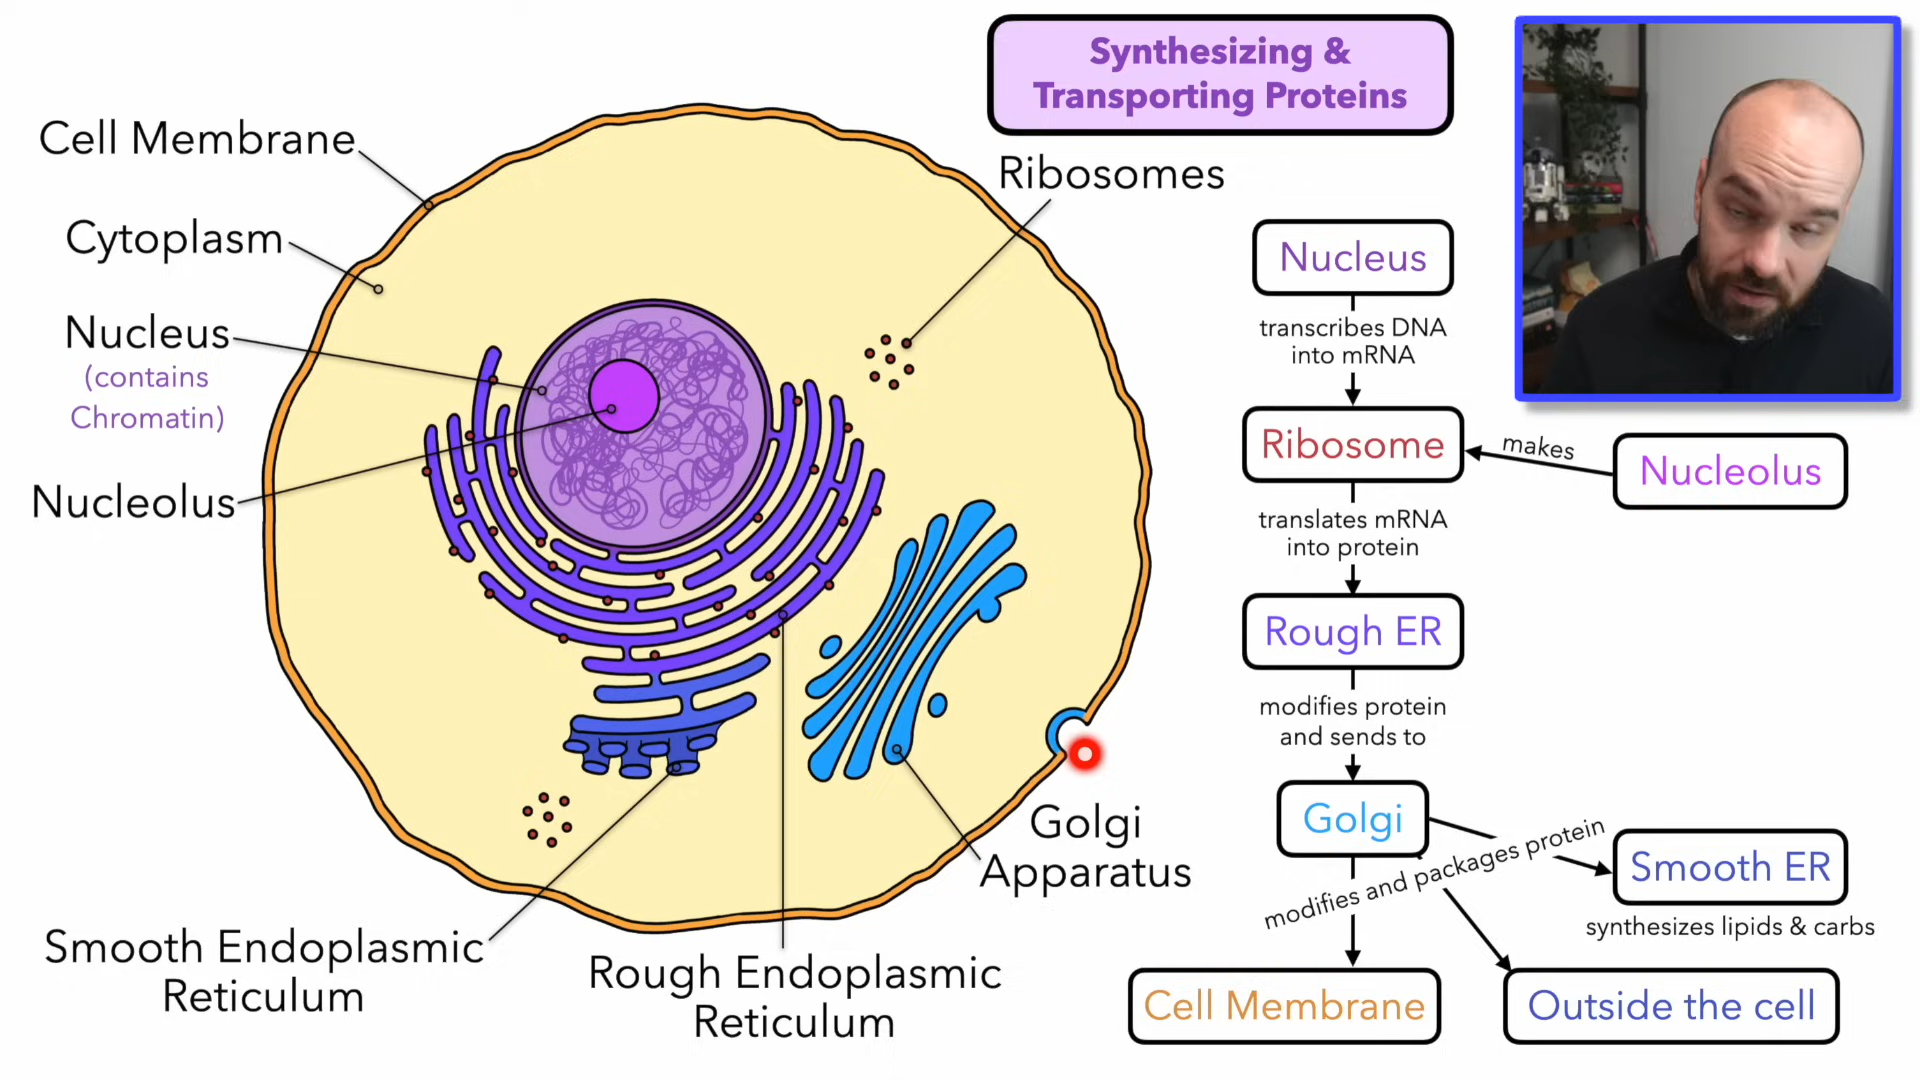 Synthesizing &
Transporting Proteins
Cell Membrane
Cytoplasm
Nucleus
(contains
Chromatin)
Nucleolus
Ribosomes
Golgi
Apparatus
Smooth Endoplasmic
Reticulum
Rough Endoplasmic
Reticulum
Nucleus
transcribes DNA
into mRNA
Ribosome
makes
Nucleolus
translates mRNA
into protein
Rough ER
modifies protein
and sends to
Golgi
modifies and packages protein
Smooth ER
synthesizes lipids & carbs
Cell Membrane
Outside the cell